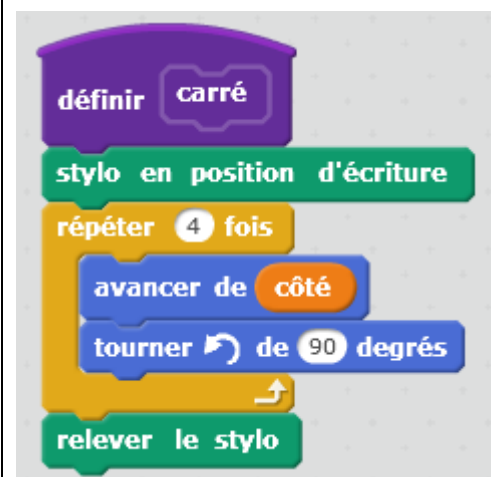 définir carré
stylo en position d'écriture
répéter 4 fois
avancer de côté
tourner de 90 degrés
relever le stylo